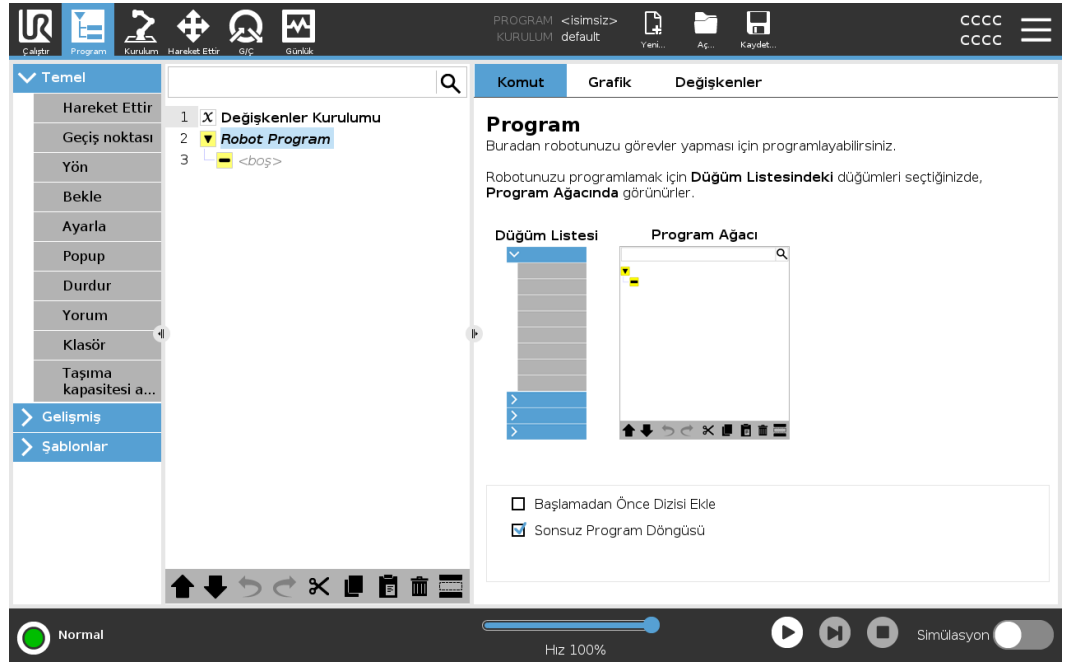 PROGRAM <isimsiz>
KURULUM default
Çalıştır Program Kurulum Hareket Ettir G/Ç Günlük
Yeni... Aç... Kaydet...
CCCC
CCCC
Temel
Hareket Ettir
Geçiş noktası
Yön
Bekle
Ayarla
Popup
Durdur
Yorum
Klasör
Taşıma
kapasitesi a...
Gelişmiş
Şablonlar
1 X Değişkenler Kurulumu
2 Robot Program
3 <boş>
Komut Grafik Değişkenler
Program
Buradan robotunuzu görevler yapması için programlayabilirsiniz.
Robotunuzu programlamak için Düğüm Listesindeki düğümleri seçtiğinizde,
Program Ağacında görünürler.
Düğüm Listesi Program Ağacı
Başlamadan Önce Dizisi Ekle
Sonsuz Program Döngüsü
Normal
Hız 100%
Simülasyon